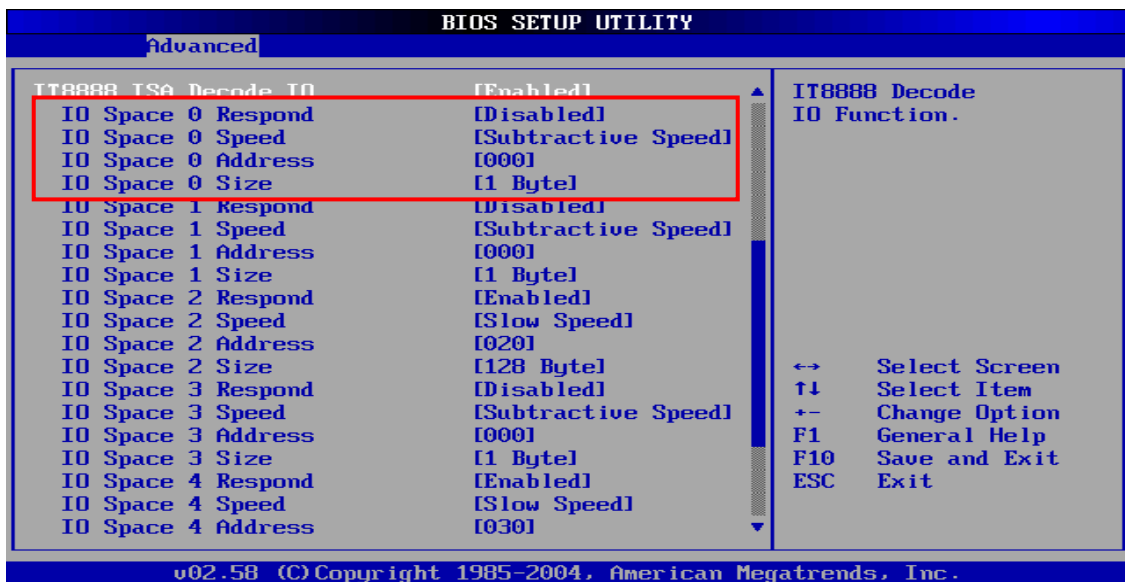 BIOS SETUP UTILITY
Advanced
IT8888 ISA Decode IO [Enabled]
IO Space 0 Respond [Disabled]
IO Space 0 Speed [Subtractive Speed]
IO Space 0 Address [000]
IO Space 0 Size [1 Byte]
IO Space 1 Respond [Disabled]
IO Space 1 Speed [Subtractive Speed]
IO Space 1 Address [000]
IO Space 1 Size [1 Byte]
IO Space 2 Respond [Enabled]
IO Space 2 Speed [Slow Speed]
IO Space 2 Address [020]
IO Space 2 Size [128 Byte]
IO Space 3 Respond [Disabled]
IO Space 3 Speed [Subtractive Speed]
IO Space 3 Address [000]
IO Space 3 Size [1 Byte]
IO Space 4 Respond [Enabled]
IO Space 4 Speed [Slow Speed]
IO Space 4 Address [030]
IT8888 Decode
IO Function.
←→ Select Screen
↑↓ Select Item
+- Change Option
F1 General Help
F10 Save and Exit
ESC Exit
v02.58 (C)Copyright 1985-2004, American Megatrends, Inc.